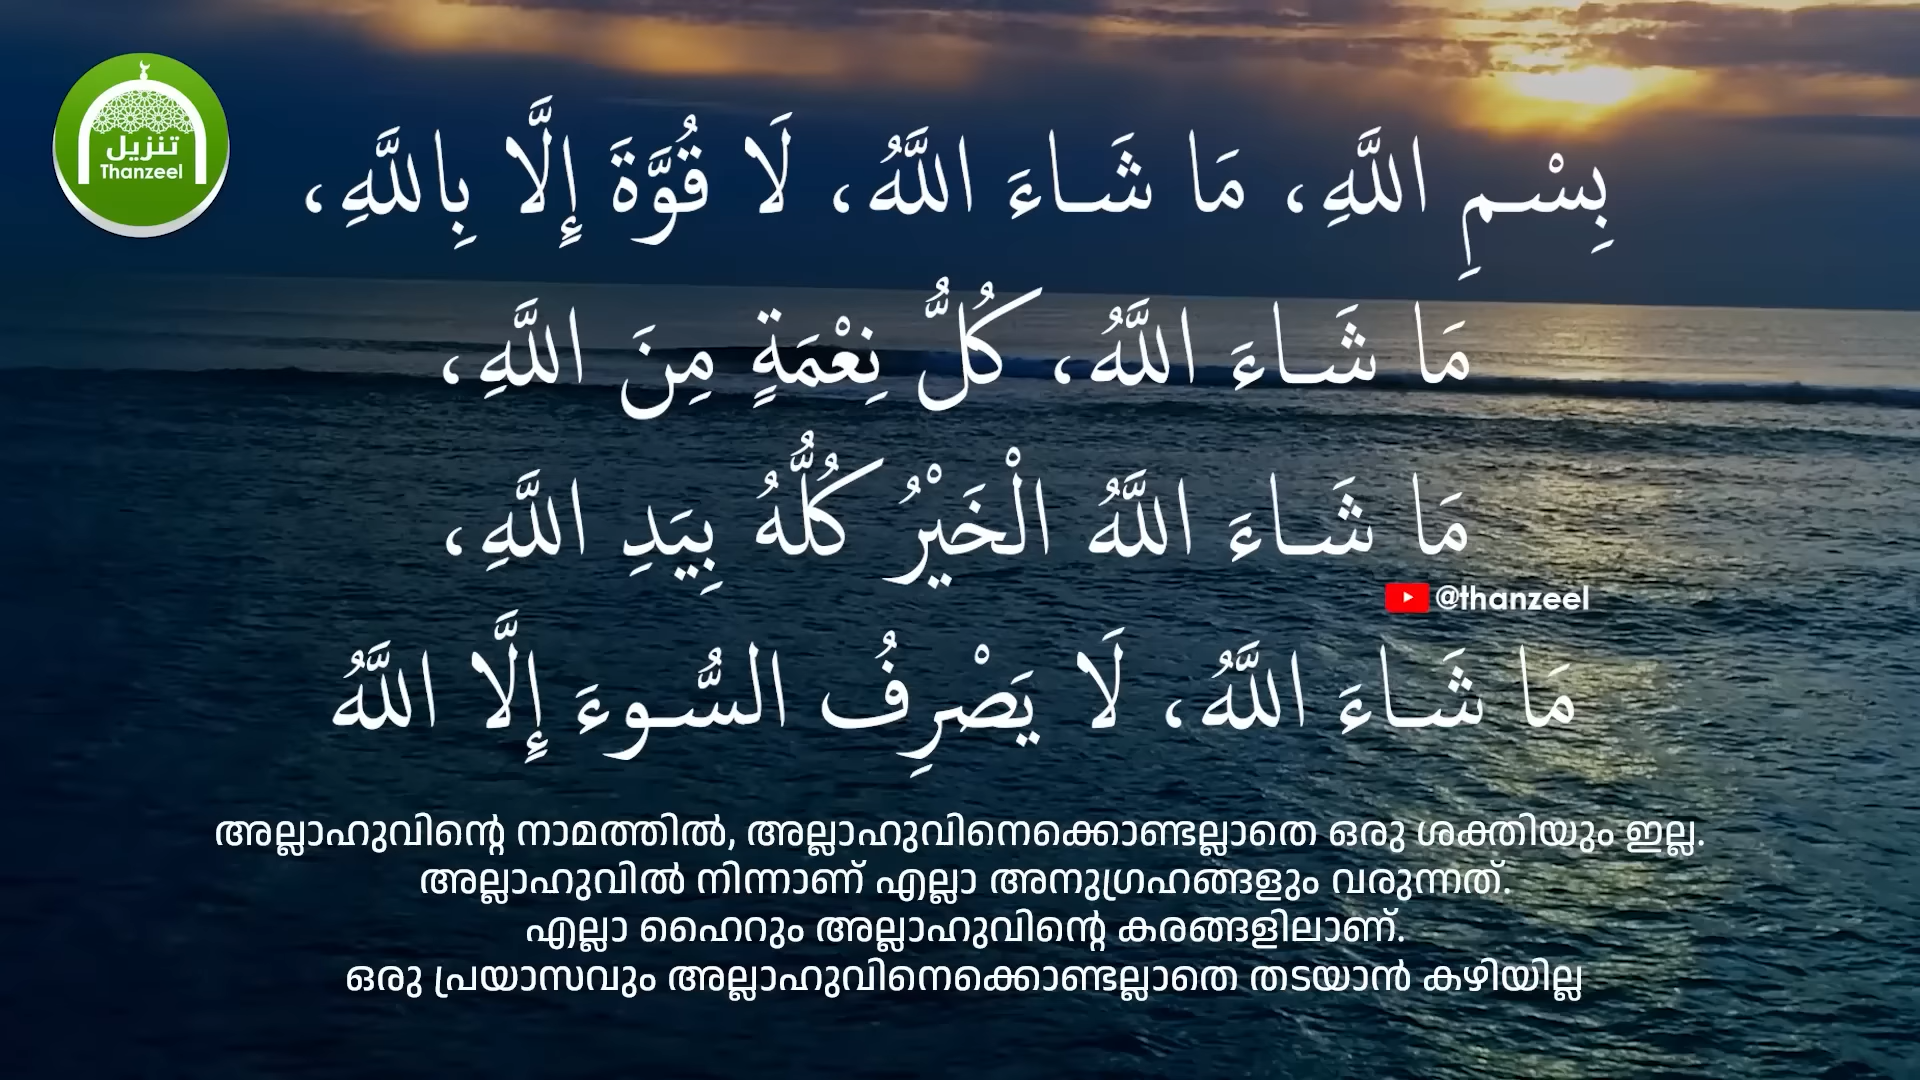 تنزيل
Thanzeel
بِسْمِ اللَّهِ، مَا شَاءَ اللَّهُ، لَا قُوَّةَ إِلَّا بِاللَّهِ،
مَا شَاءَ اللَّهُ، كُلُّ نِعْمَةٍ مِنَ اللَّهِ،
مَا شَاءَ اللَّهُ الْخَيْرُ كُلُّهُ بِيَدِ اللَّهِ،
@thanzeel
مَا شَاءَ اللَّهُ، لَا يَصْرِفُ السُّوءَ إِلَّا اللَّهُ
അല്ലാഹുവിന്റെ നാമത്തിൽ, അല്ലാഹുവിനെക്കൊണ്ടല്ലാതെ ഒരു ശക്തിയും ഇല്ല.
അല്ലാഹുവിൽ നിന്നാണ് എല്ലാ അനുഗ്രഹങ്ങളും വരുന്നത്.
എല്ലാ ഹൈറും അല്ലാഹുവിന്റെ കരങ്ങളിലാണ്.
ഒരു പ്രയാസവും അല്ലാഹുവിനെക്കൊണ്ടല്ലാതെ തടയാൻ കഴിയില്ല